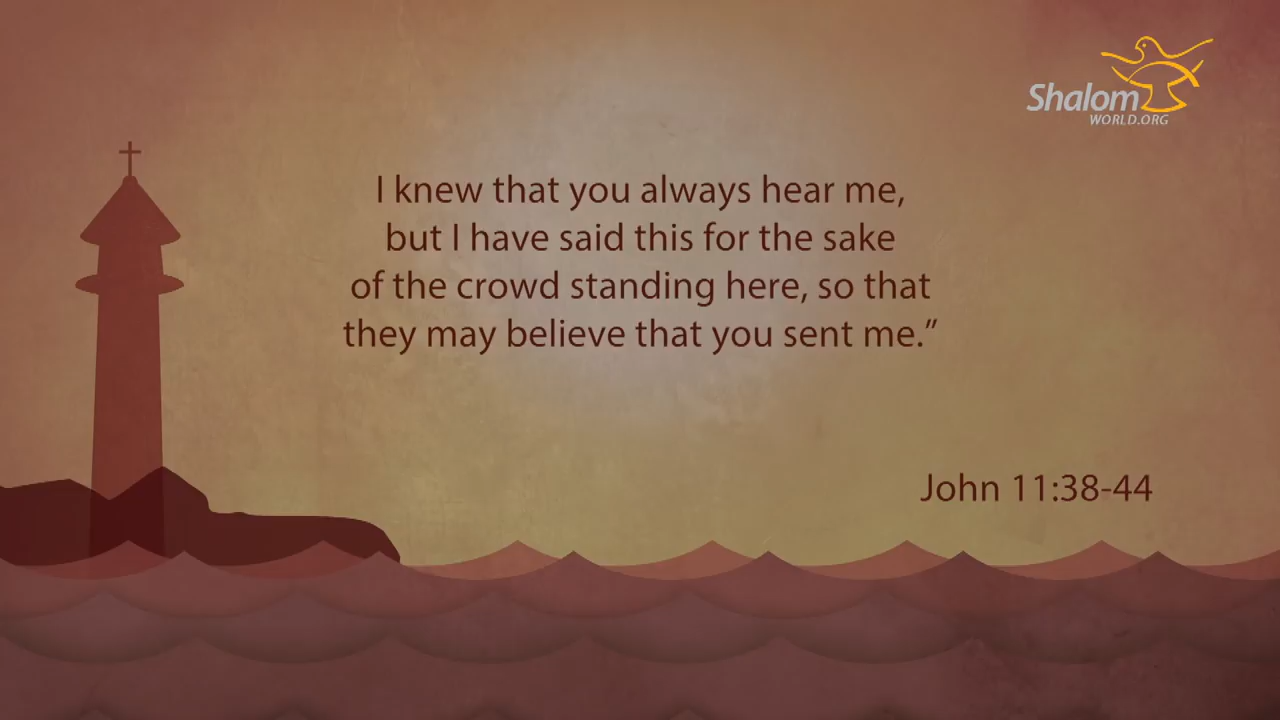 Shalom
WORLD.ORG
I knew that you always hear me,
but I have said this for the sake
of the crowd standing here, so that
they may believe that you sent me.”
John 11:38-44